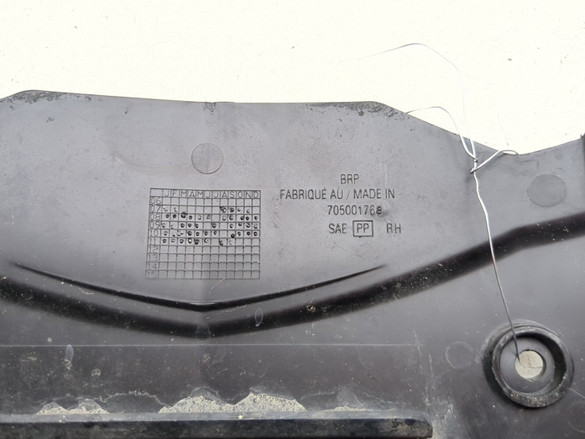 BRP
FABRIQUÉ AU / MADE IN
705001768
SAE PP RH
J F M A M J J A S O N D